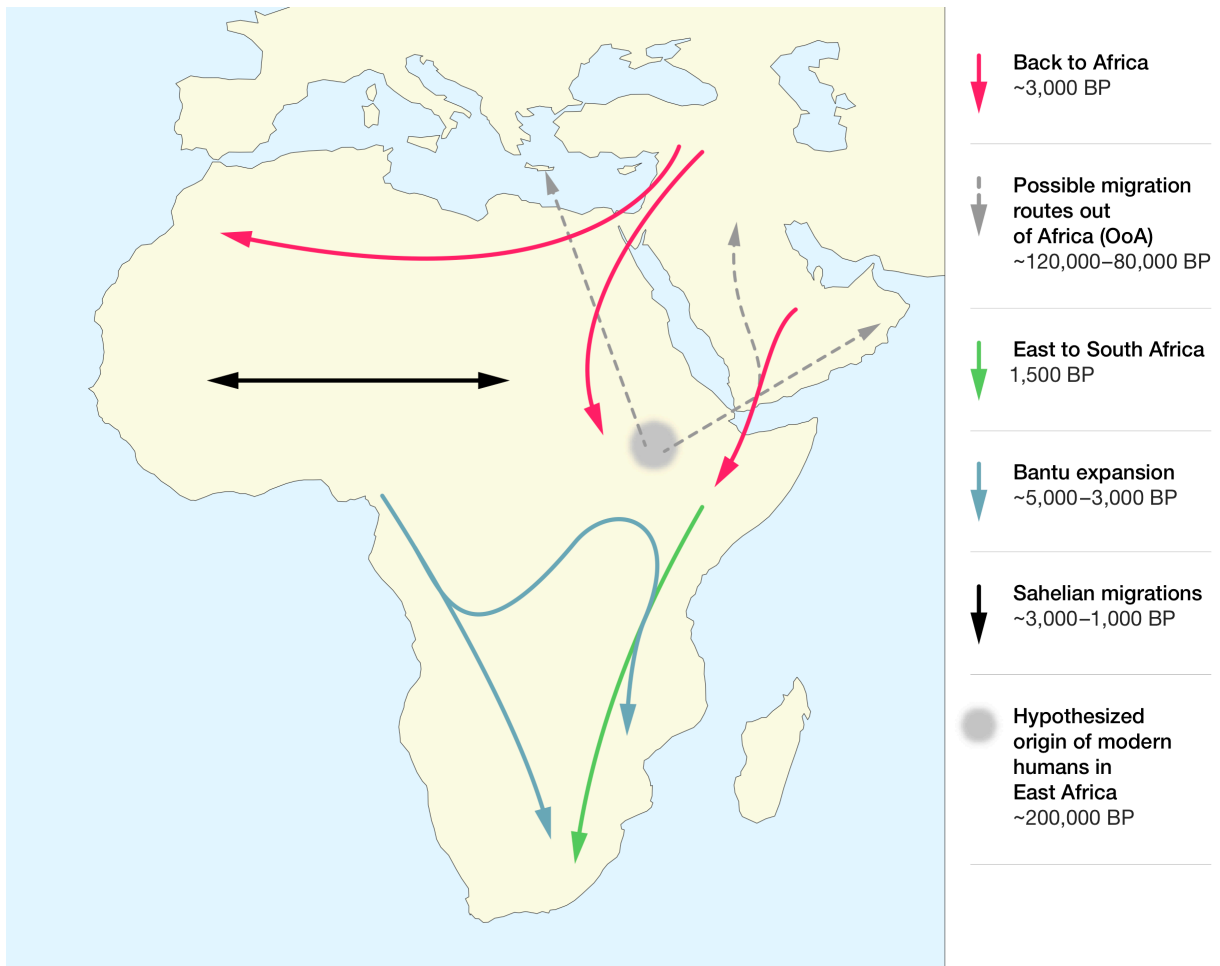 Back to Africa
~3,000 BP
Possible migration
routes out
of Africa (OoA)
~120,000–80,000 BP
East to South Africa
1,500 BP
Bantu expansion
~5,000–3,000 BP
Sahelian migrations
~3,000–1,000 BP
Hypothesized
origin of modern
humans in
East Africa
~200,000 BP